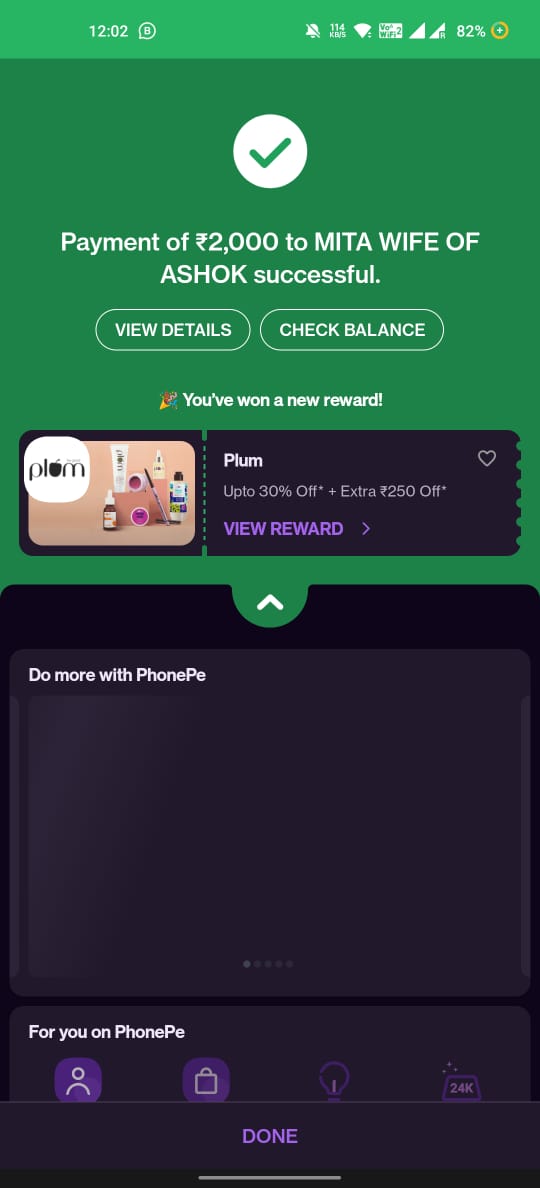 12:02
114
KB/S
Vo
WiFi 2
R
82%
Payment of ₹2,000 to MITA WIFE OF
ASHOK successful.
VIEW DETAILS
CHECK BALANCE
🎉 You've won a new reward!
plum
Plum
Upto 30% Off* + Extra ₹250 Off*
VIEW REWARD
Do more with PhonePe
For you on PhonePe
24K
DONE